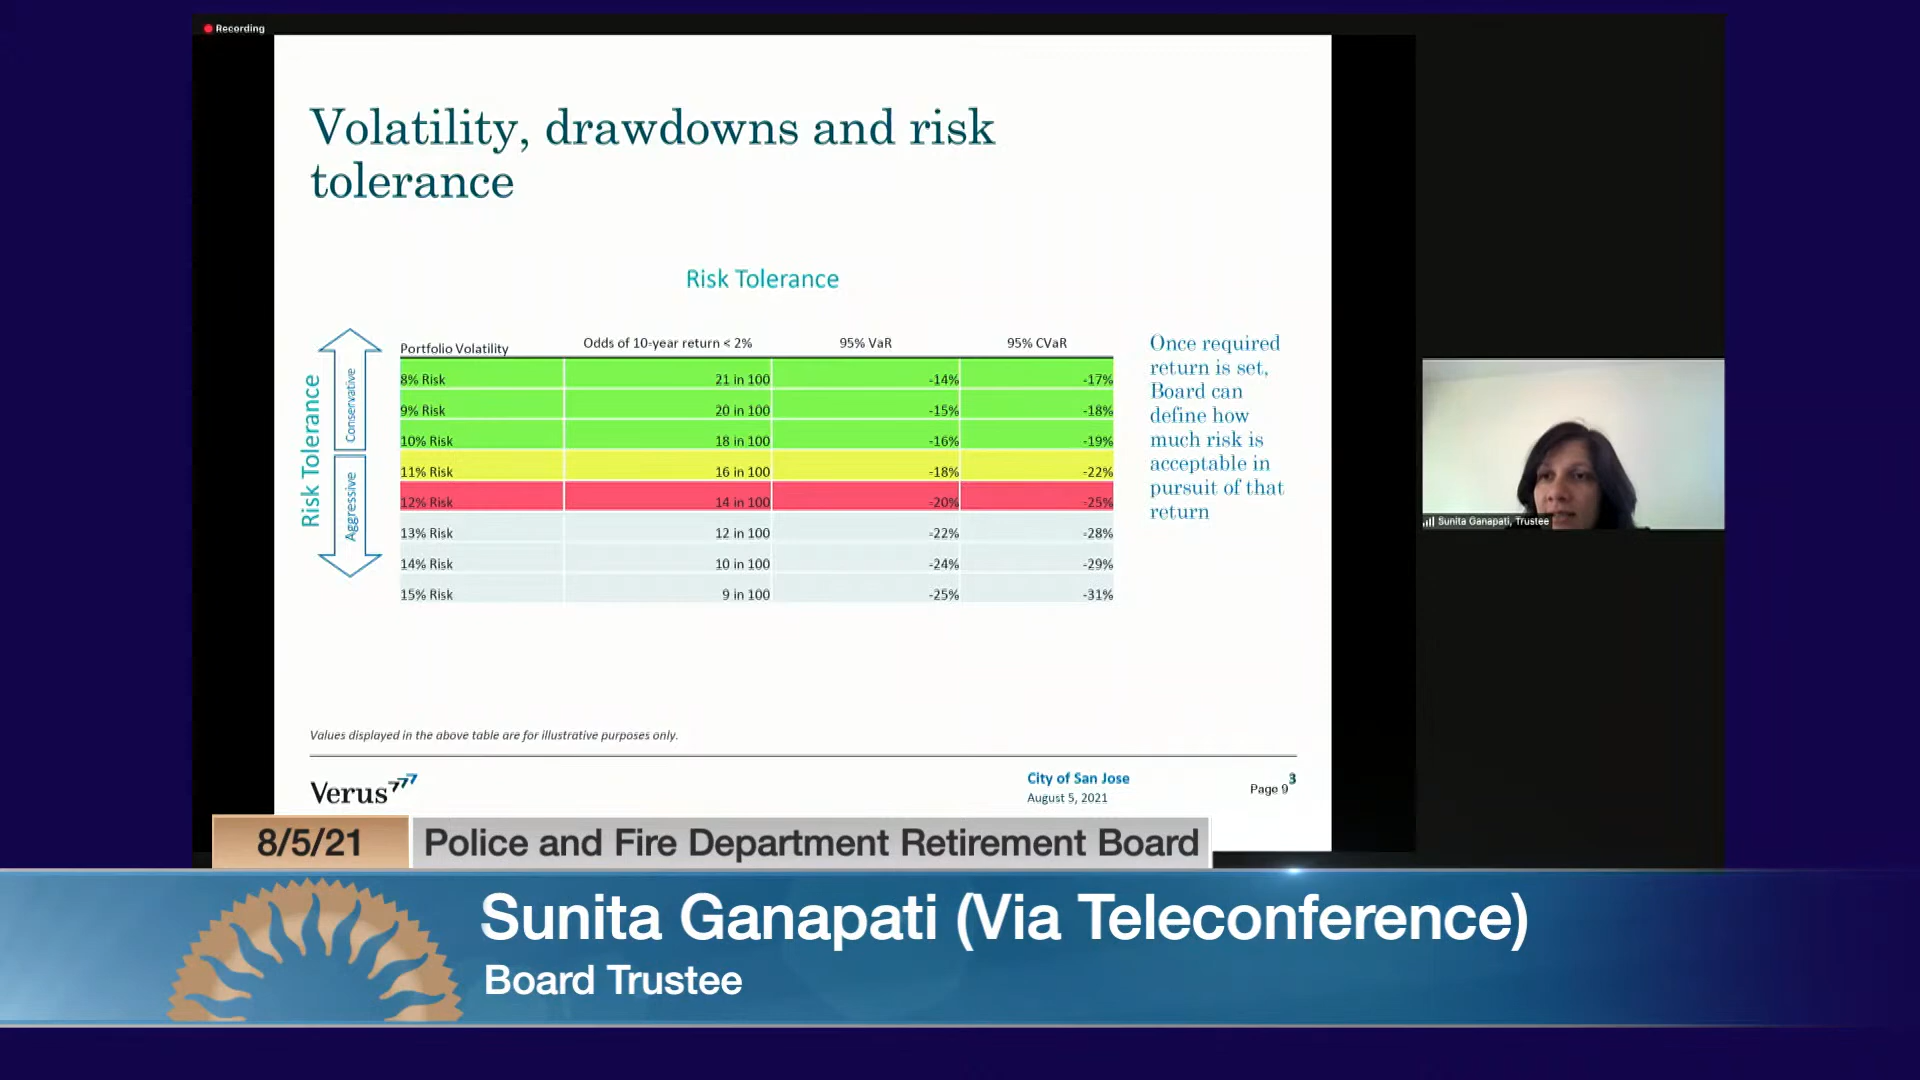 Recording
Volatility, drawdowns and risk
tolerance
Risk Tolerance
Risk Tolerance
Conservative
Aggressive
Portfolio Volatility Odds of 10-year return < 2% 95% VaR 95% CVaR
8% Risk 21 in 100 -14% -17%
9% Risk 20 in 100 -15% -18%
10% Risk 18 in 100 -16% -19%
11% Risk 16 in 100 -18% -22%
12% Risk 14 in 100 -20% -25%
13% Risk 12 in 100 -22% -28%
14% Risk 10 in 100 -24% -29%
15% Risk 9 in 100 -25% -31%
Once required
return is set,
Board can
define how
much risk is
acceptable in
pursuit of that
return
Sunita Ganapati, Trustee
Values displayed in the above table are for illustrative purposes only.
Verus777
City of San Jose
August 5, 2021
3
Page 9
8/5/21
Police and Fire Department Retirement Board
Sunita Ganapati (Via Teleconference)
Board Trustee